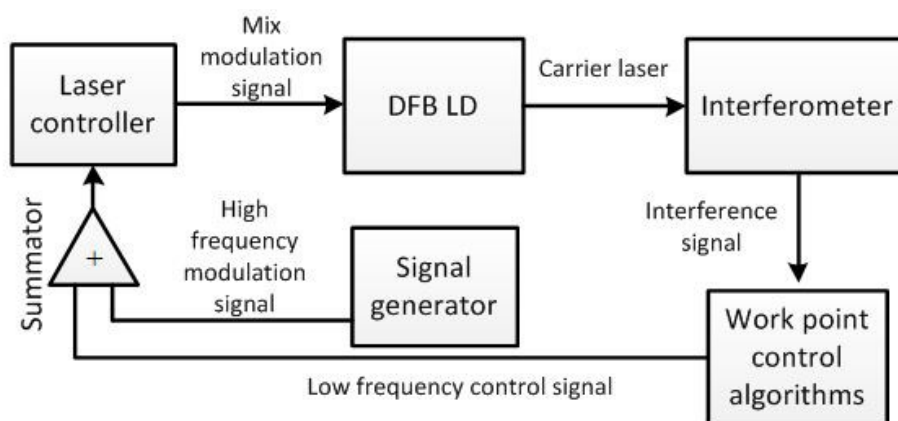 Mix
modulation
signal
Laser
controller
DFB LD
Carrier laser
Interferometer
Summator
+
High
frequency
modulation
signal
Signal
generator
Interference
signal
Work point
control
algorithms
Low frequency control signal